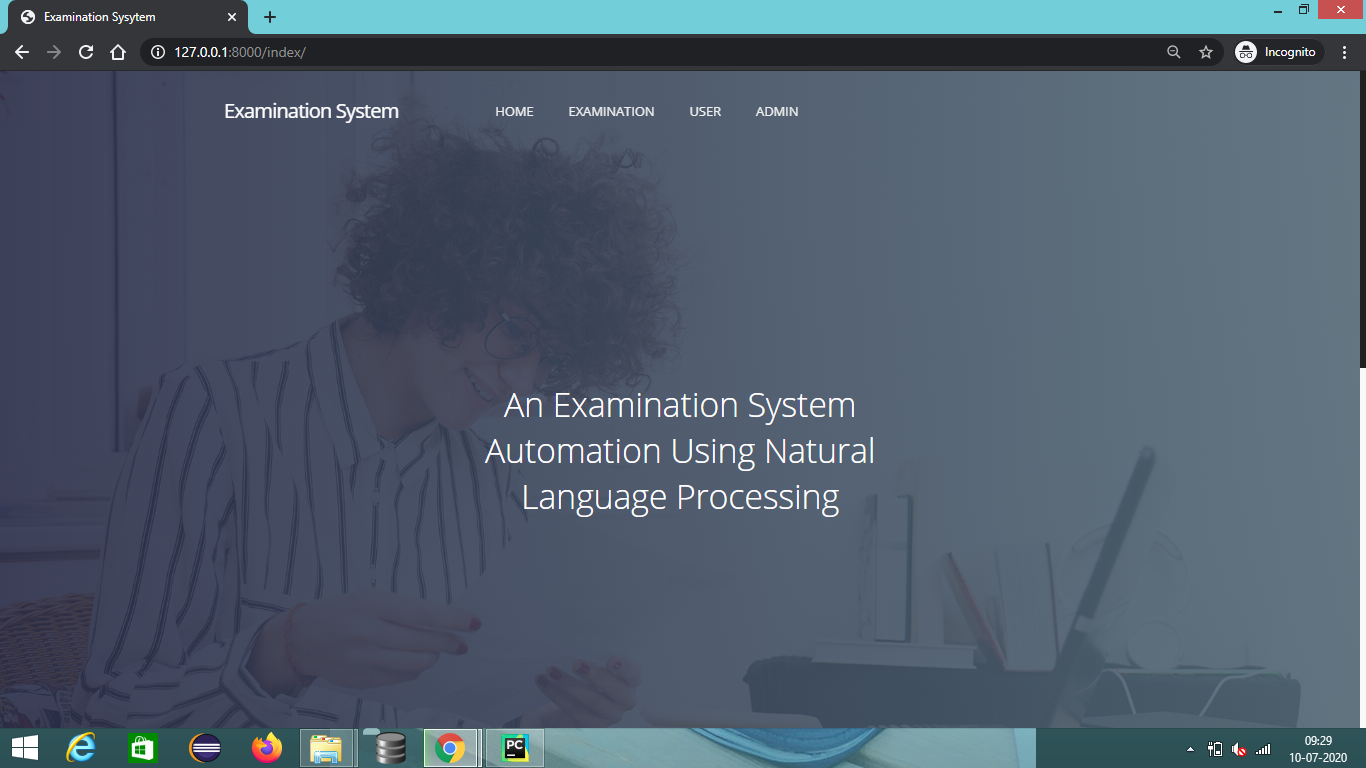 Examination Sysytem
127.0.0.1:8000/index/
Incognito
Examination System
HOME
EXAMINATION
USER
ADMIN
An Examination System
Automation Using Natural
Language Processing
PC
09:29
10-07-2020